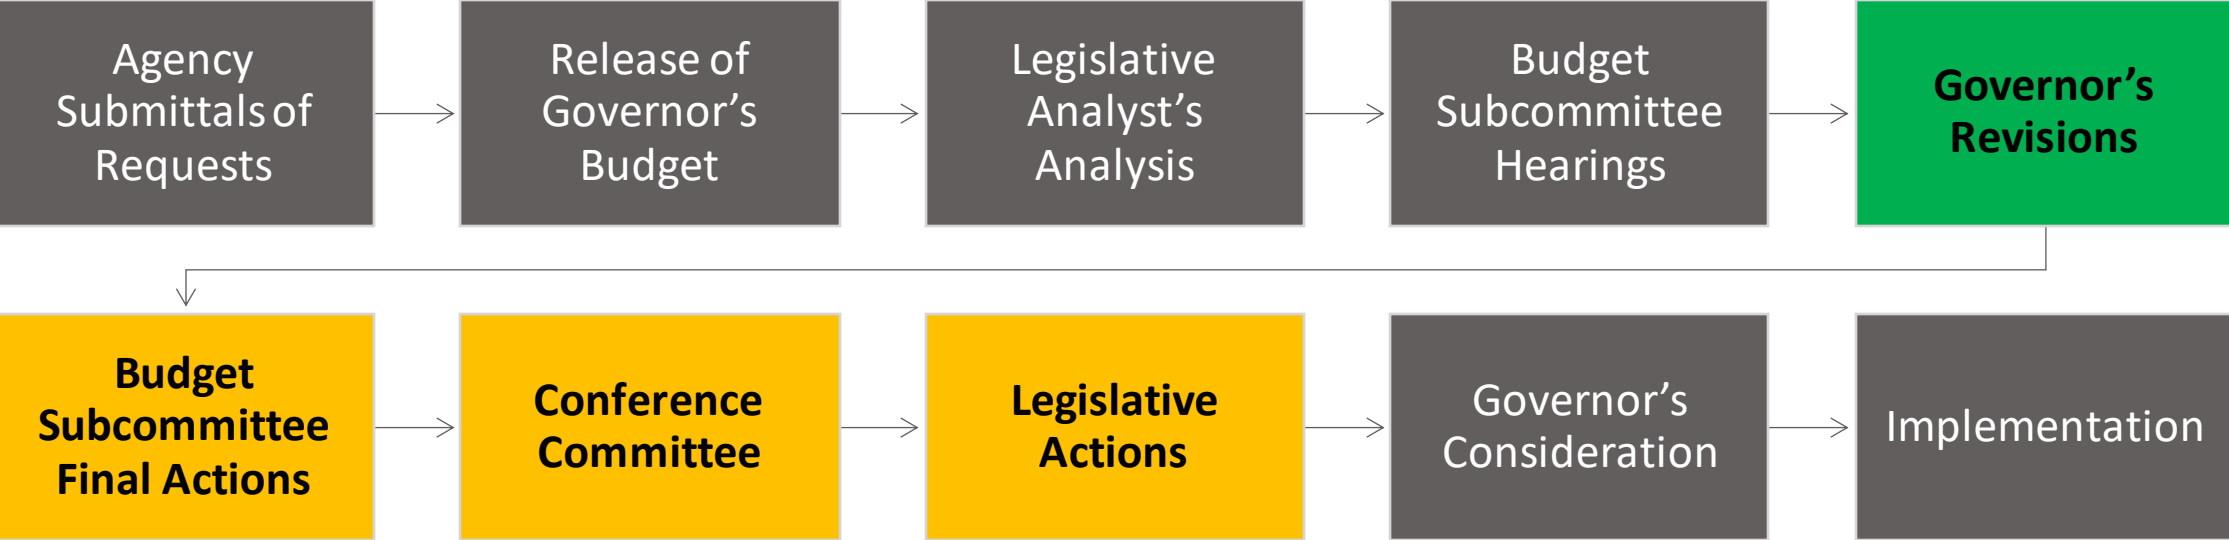 Agency
Submittals of
Requests
Release of
Governor’s
Budget
Legislative
Analyst’s
Analysis
Budget
Subcommittee
Hearings
Governor’s
Revisions
Budget
Subcommittee
Final Actions
Conference
Committee
Legislative
Actions
Governor’s
Consideration
Implementation